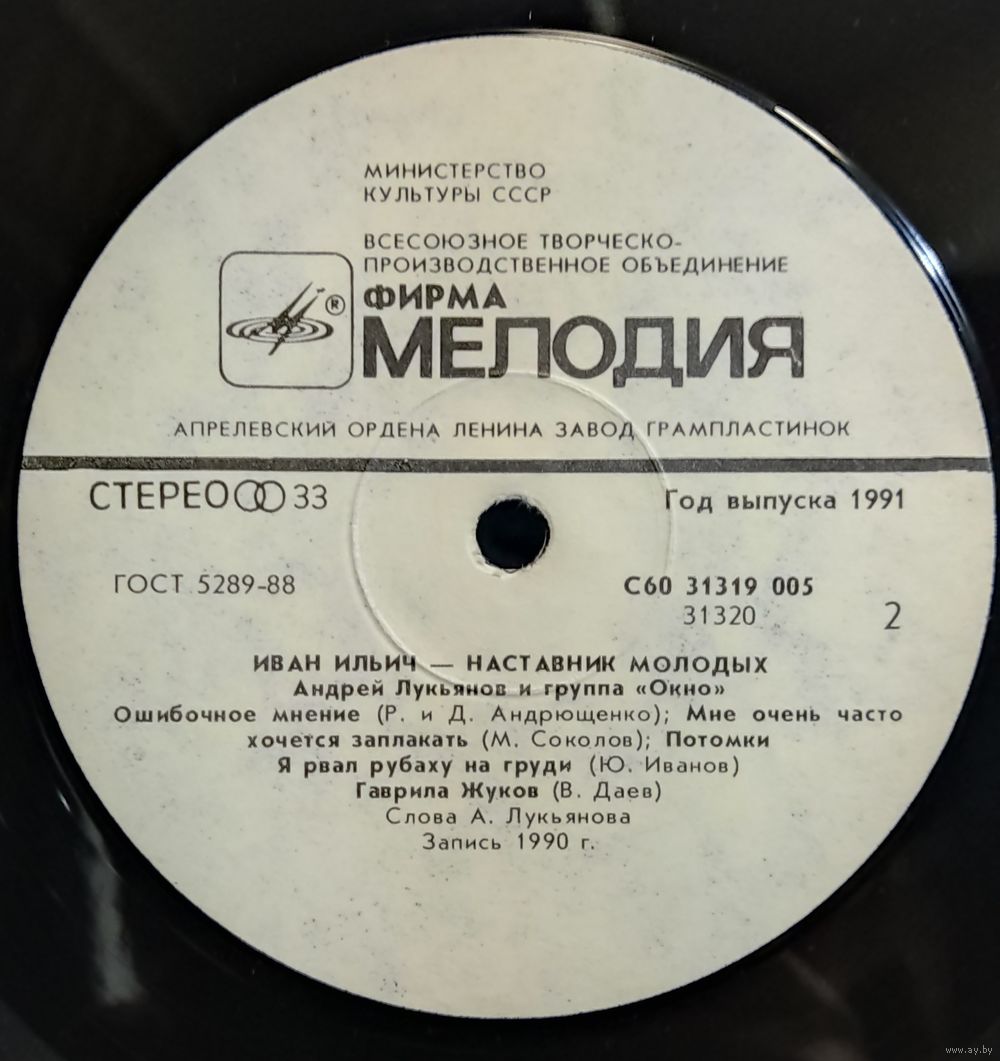 МИНИСТЕРСТВО
КУЛЬТУРЫ СССР
ВСЕСОЮЗНОЕ ТВОРЧЕСКО-
ПРОИЗВОДСТВЕННОЕ ОБЪЕДИНЕНИЕ
®
ФИРМА
МЕЛОДИЯ
АПРЕЛЕВСКИЙ ОРДЕНА ЛЕНИНА ЗАВОД ГРАМПЛАСТИНОК
СТЕРЕО 33
Год выпуска 1991
ГОСТ 5289-88
С60 31319 005
31320
2
ИВАН ИЛЬИЧ — НАСТАВНИК МОЛОДЫХ
Андрей Лукьянов и группа «Окно»
Ошибочное мнение (Р. и Д. Андрющенко); Мне очень часто
хочется заплакать (М. Соколов); Потомки
Я рвал рубаху на груди (Ю. Иванов)
Гаврила Жуков (В. Даев)
Слова А. Лукьянова
Запись 1990 г.
www.ay.by